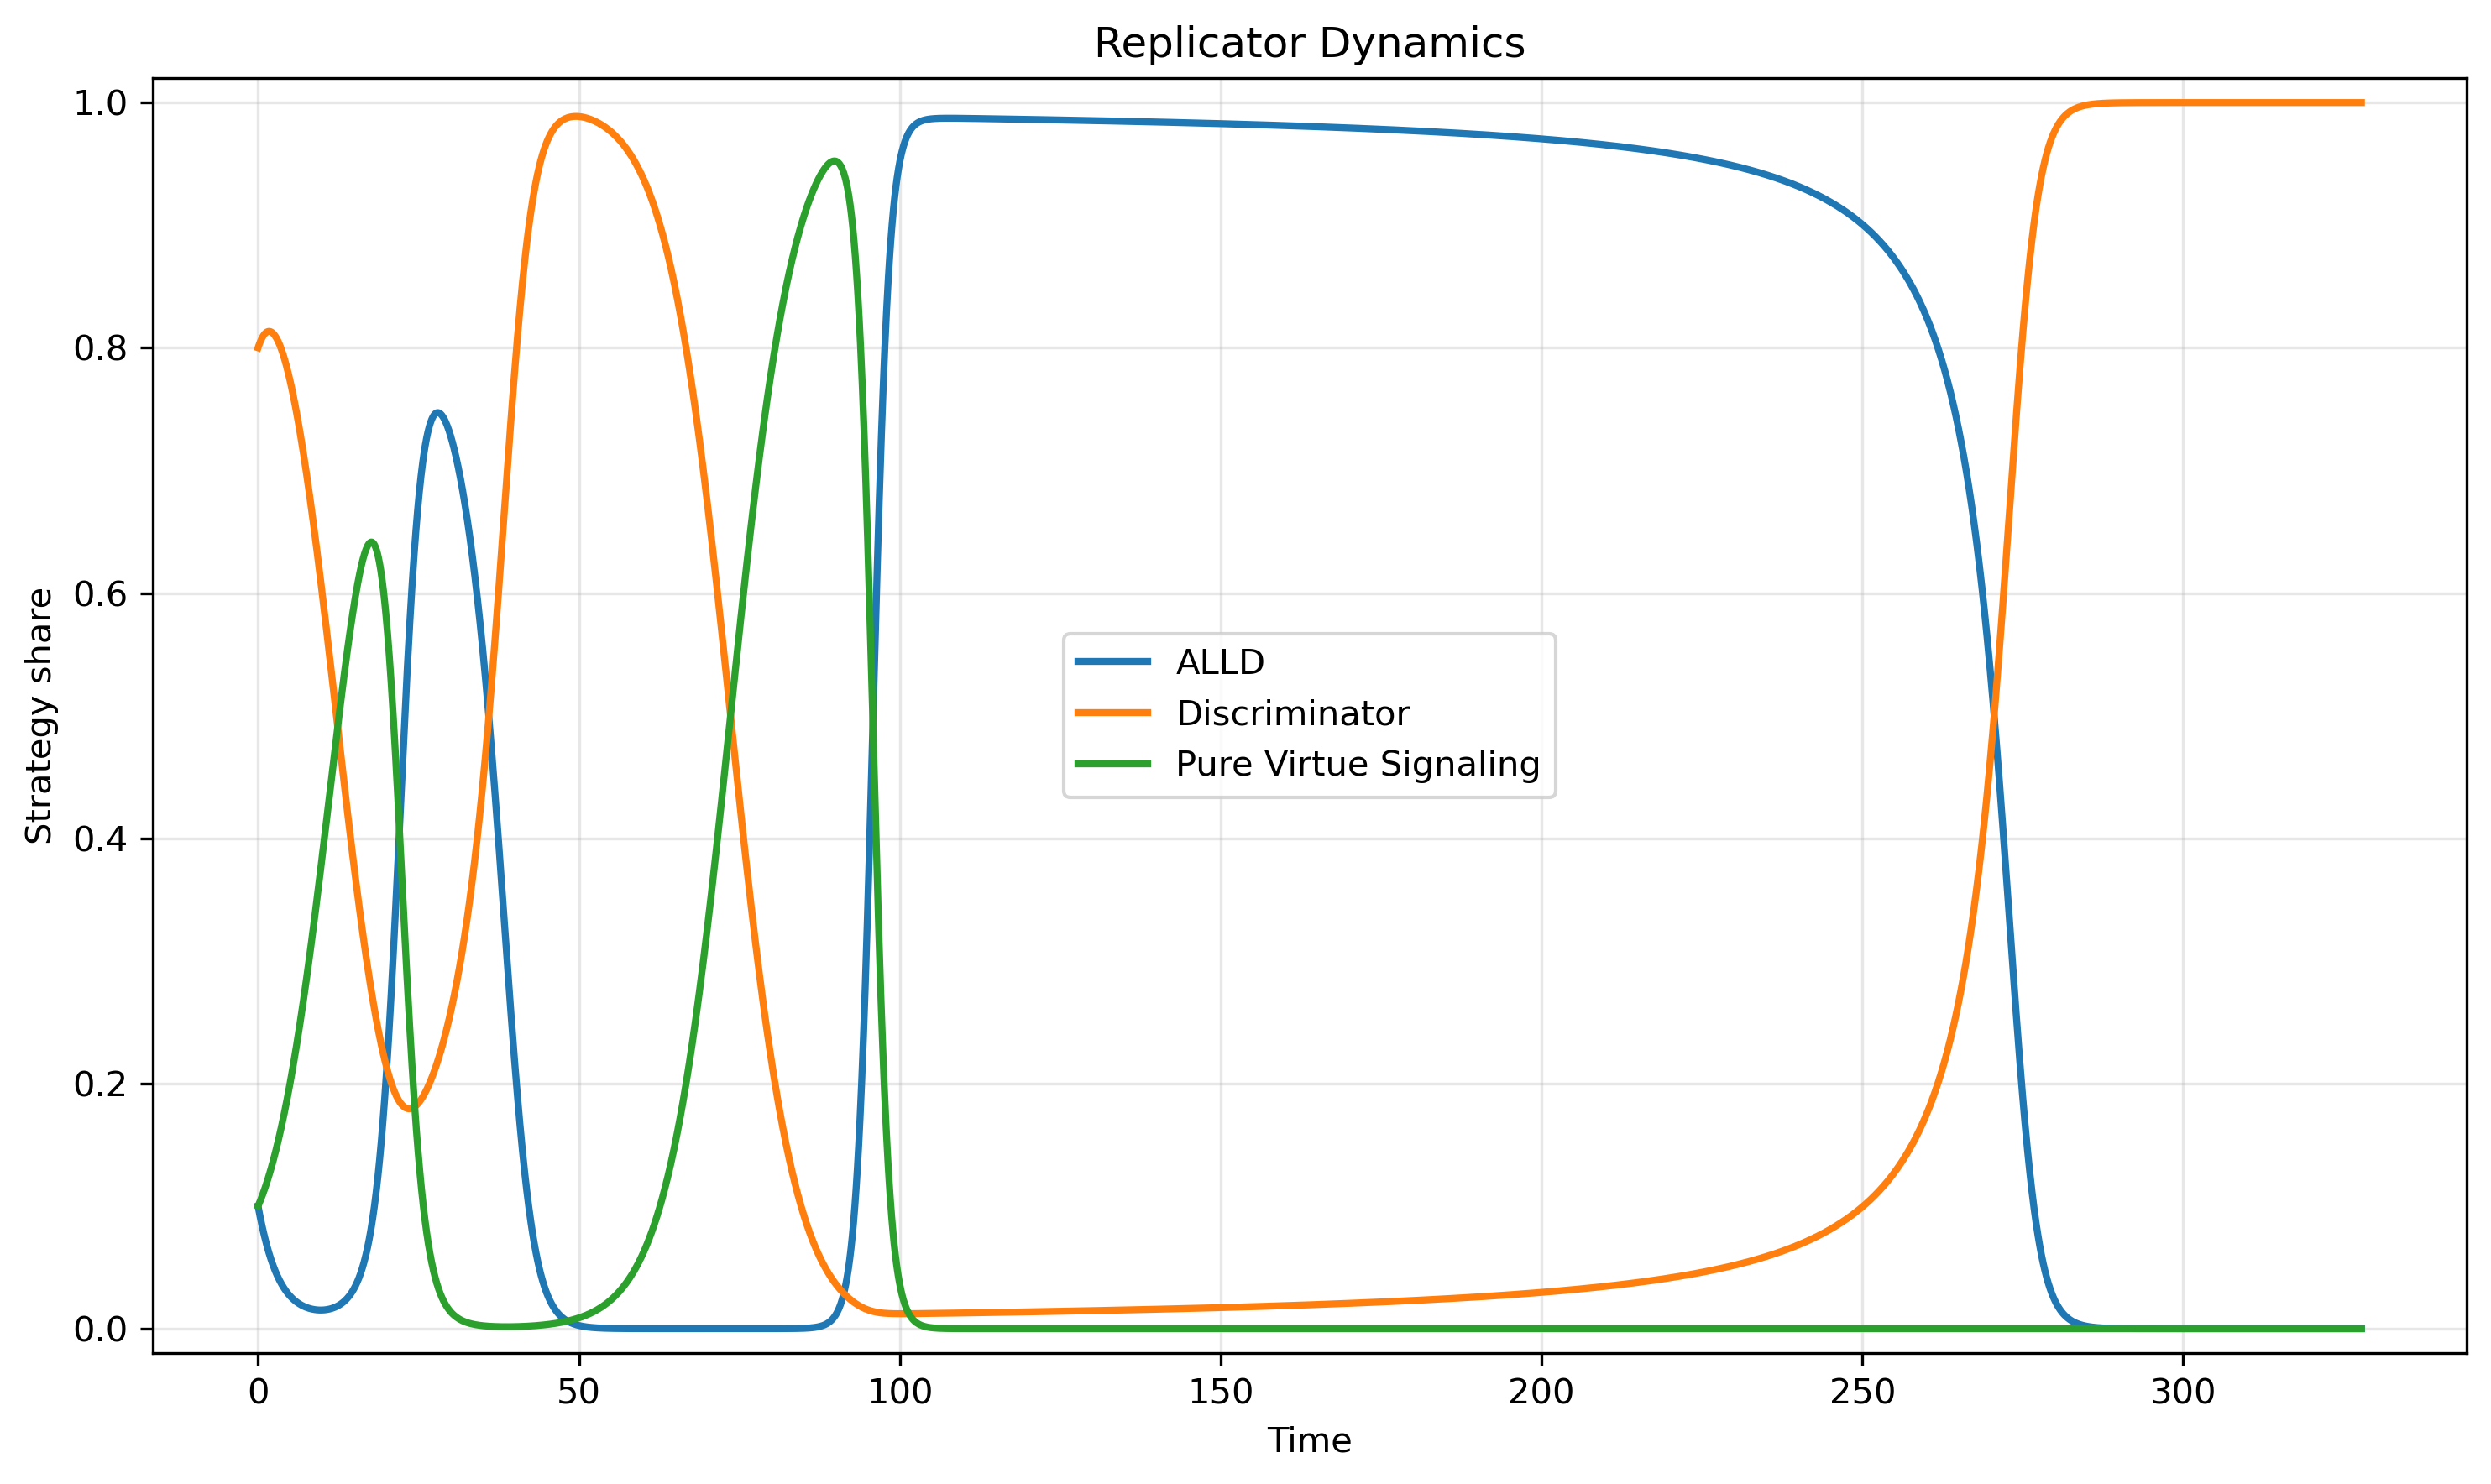 Replicator Dynamics
Strategy share
1.0
0.8
0.6
0.4
0.2
0.0
ALLD
Discriminator
Pure Virtue Signaling
0 50 100 150 200 250 300
Time